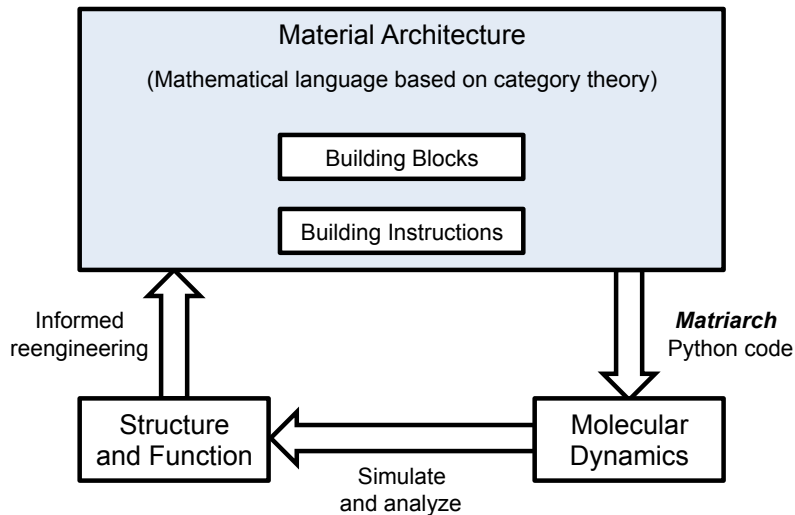 Material Architecture
(Mathematical language based on category theory)
Building Blocks
Building Instructions
Informed
reengineering
Matriarch
Python code
Structure
and Function
Molecular
Dynamics
Simulate
and analyze